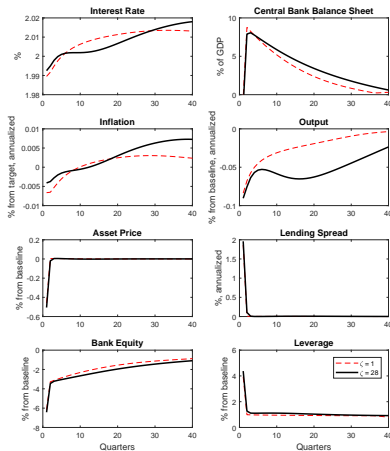 Interest Rate
2.02
2.01
2
1.99
1.98
%
0 10 20 30 40
Central Bank Balance Sheet
10
5
0
% of GDP
0 10 20 30 40
Inflation
0.01
0.005
0
-0.005
-0.01
% from target, annualized
0 10 20 30 40
Output
0
-0.05
-0.1
% from baseline, annualized
0 10 20 30 40
Asset Price
0.2
0
-0.2
-0.4
-0.6
% from baseline
0 10 20 30 40
Lending Spread
2
1.5
1
0.5
0
%, annualized
0 10 20 30 40
Bank Equity
0
-2
-4
-6
-8
% from baseline
0 10 20 30 40
Quarters
Leverage
6
4
2
0
% from baseline
0 10 20 30 40
Quarters
ζ = 1
ζ = 28